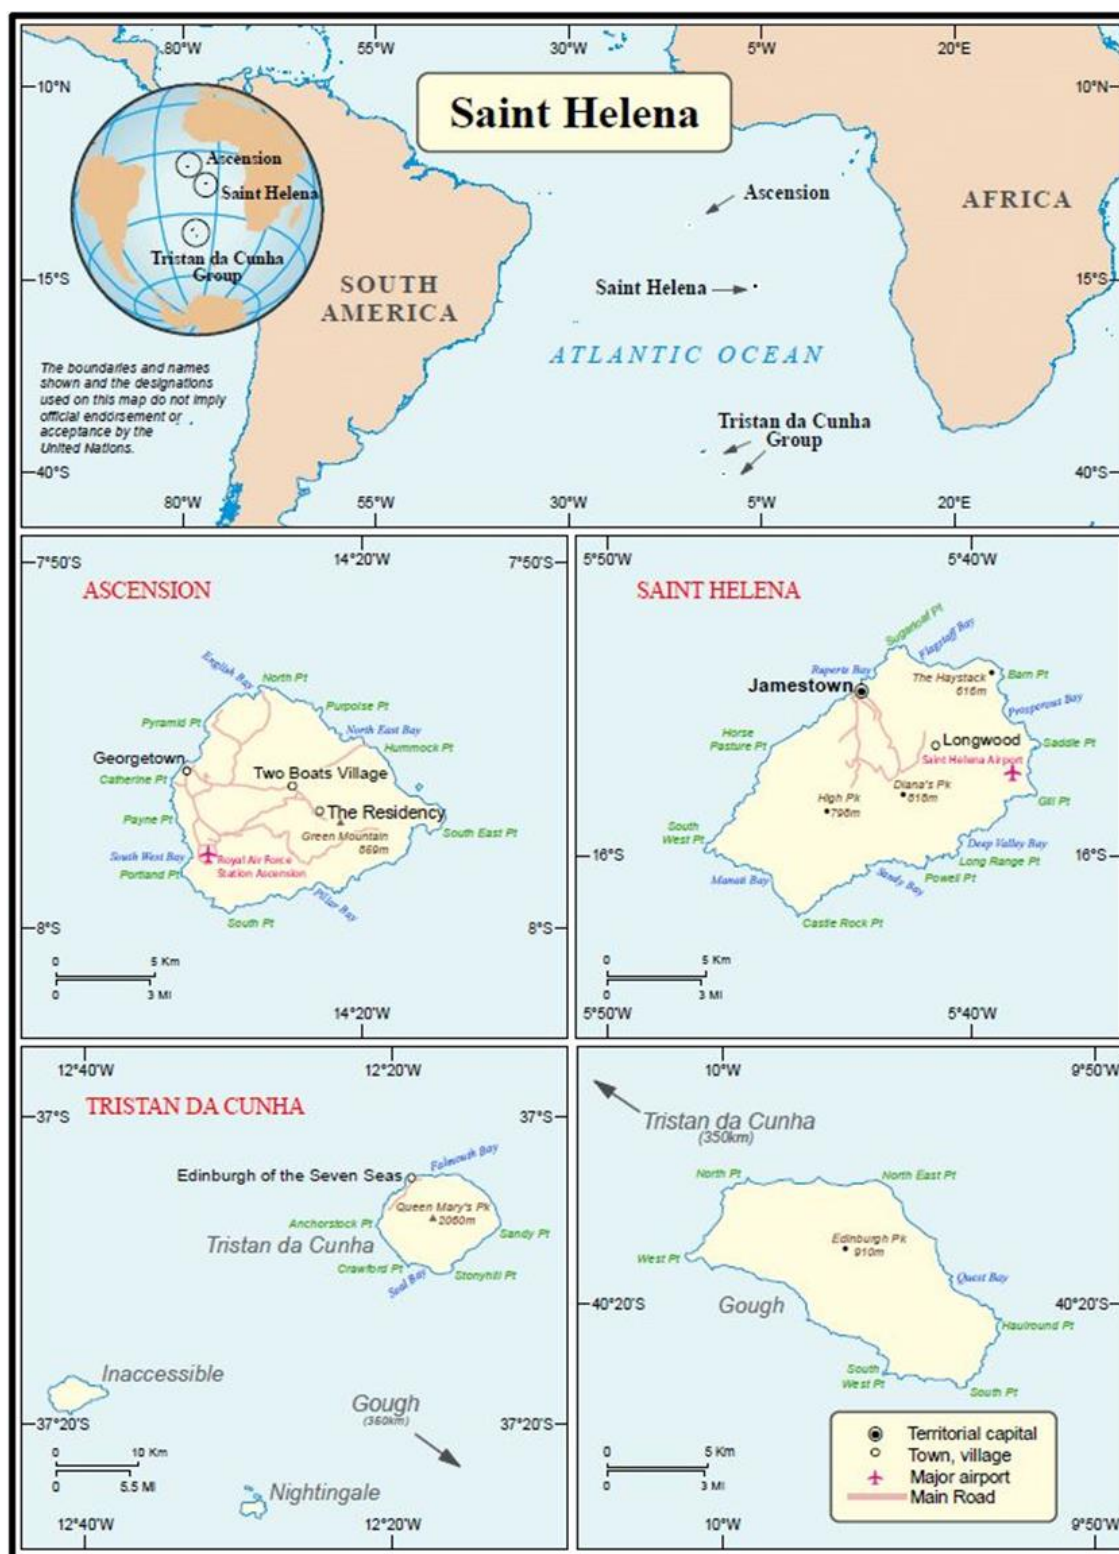 80°W 55°W 30°W 5°W 20°E
10°N 10°N
Saint Helena
Ascension
Saint Helena
Tristan da Cunha
Group
Ascension
AFRICA
SOUTH
AMERICA
15°S 15°S
Saint Helena
ATLANTIC OCEAN
The boundaries and names
shown and the designations
used on this map do not imply
official endorsement or
acceptance by the
United Nations.
Tristan da Cunha
Group
40°S 40°S
80°W 55°W 30°W 5°W 20°E
7°50'S 14°20'W 7°50'S
ASCENSION
English Bay
North Pt
Purpoise Pt
Pyramid Pt
North East Bay
Hummock Pt
Georgetown
Two Boats Village
Catherine Pt
The Residency
Payne Pt
Green Mountain
859m
South East Pt
South West Bay
Royal Air Force
Station Ascension
Portland Pt
Pillar Bay
South Pt
8°S 8°S
0 5 Km
0 3 Mi
14°20'W
5°50'W 5°40'W
SAINT HELENA
Sugarloaf Pt
Flagstaff Bay
Ruperts Bay
The Haystack
616m
Barn Pt
Jamestown
Prosperous Bay
Horse
Pasture Pt
Longwood
Saddle Pt
Saint Helena Airport
Diana's Pk
818m
High Pk
798m
Gill Pt
South
West Pt
Deep Valley Bay
Long Range Pt
16°S 16°S
Manati Bay
Sandy Bay
Powell Pt
Castle Rock Pt
0 5 Km
0 3 Mi
5°50'W 5°40'W
12°40'W 12°20'W
TRISTAN DA CUNHA
37°S 37°S
Falmouth Bay
Edinburgh of the Seven Seas
Queen Mary's Pk
2060m
Anchorstock Pt
Sandy Pt
Tristan da Cunha
Crawford Pt
Seal Bay
Stonyhill Pt
Inaccessible
Gough
(360km)
37°20'S 37°20'S
0 10 Km
0 5.5 Mi
Nightingale
12°40'W 12°20'W
10°W 9°50'W
Tristan da Cunha
(350km)
North Pt
North East Pt
Edinburgh Pk
910m
West Pt
Quest Bay
Gough
40°20'S 40°20'S
Haulround Pt
South
West Pt
South Pt
0 5 Km
0 3 Mi
Territorial capital
Town, village
Major airport
Main Road
10°W 9°50'W